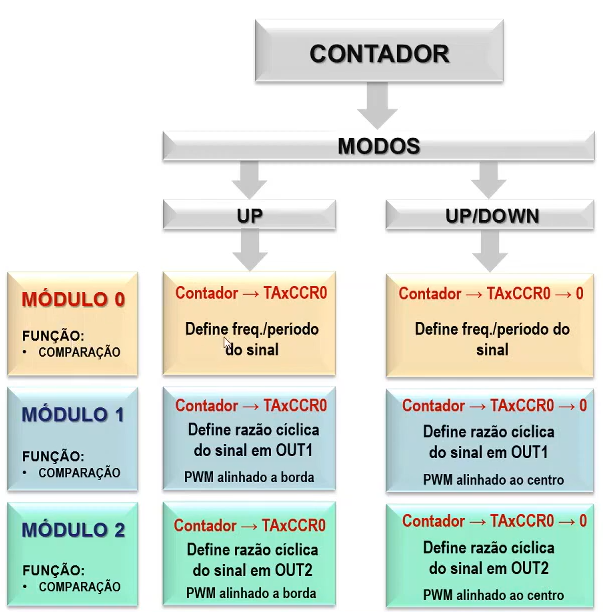 CONTADOR
MODOS
UP
UP/DOWN
MÓDULO 0
FUNÇÃO:
• COMPARAÇÃO
Contador → TAxCCR0
Define freq./período
do sinal
Contador → TAxCCR0 → 0
Define freq./período do
sinal
MÓDULO 1
FUNÇÃO:
• COMPARAÇÃO
Contador → TAxCCR0
Define razão cíclica
do sinal em OUT1
PWM alinhado a borda
Contador → TAxCCR0 → 0
Define razão cíclica
do sinal em OUT1
PWM alinhado ao centro
MÓDULO 2
FUNÇÃO:
• COMPARAÇÃO
Contador → TAxCCR0
Define razão cíclica
do sinal em OUT2
PWM alinhado a borda
Contador → TAxCCR0 → 0
Define razão cíclica
do sinal em OUT2
PWM alinhado ao centro